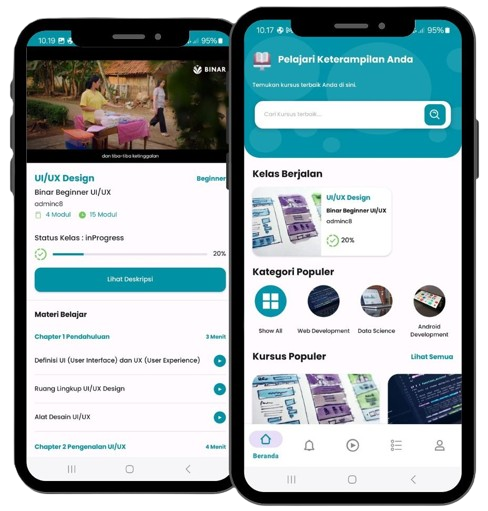 10.19
95%
BINAR
dan tiba-tiba ketinggalan
UI/UX Design
Beginner
Binar Beginner UI/UX
adminc8
4 Modul
15 Modul
Status Kelas : inProgress
20%
Lihat Deskripsi
Materi Belajar
Chapter 1 Pendahuluan
3 Menit
Definisi UI (User Interface) dan UX (User Experience)
Ruang Lingkup UI/UX Design
Alat Desain UI/UX
Chapter 2 Pengenalan UI/UX
4 Menit
10.17
95%
Pelajari Keterampilan Anda
Temukan kursus terbaik Anda di sini.
Cari Kursus terbaik...
Kelas Berjalan
UI/UX Design
Binar Beginner UI/UX
adminc8
20%
Kategori Populer
Show All
Web Development
Data Science
Android
Development
Kursus Populer
Lihat Semua
Beranda